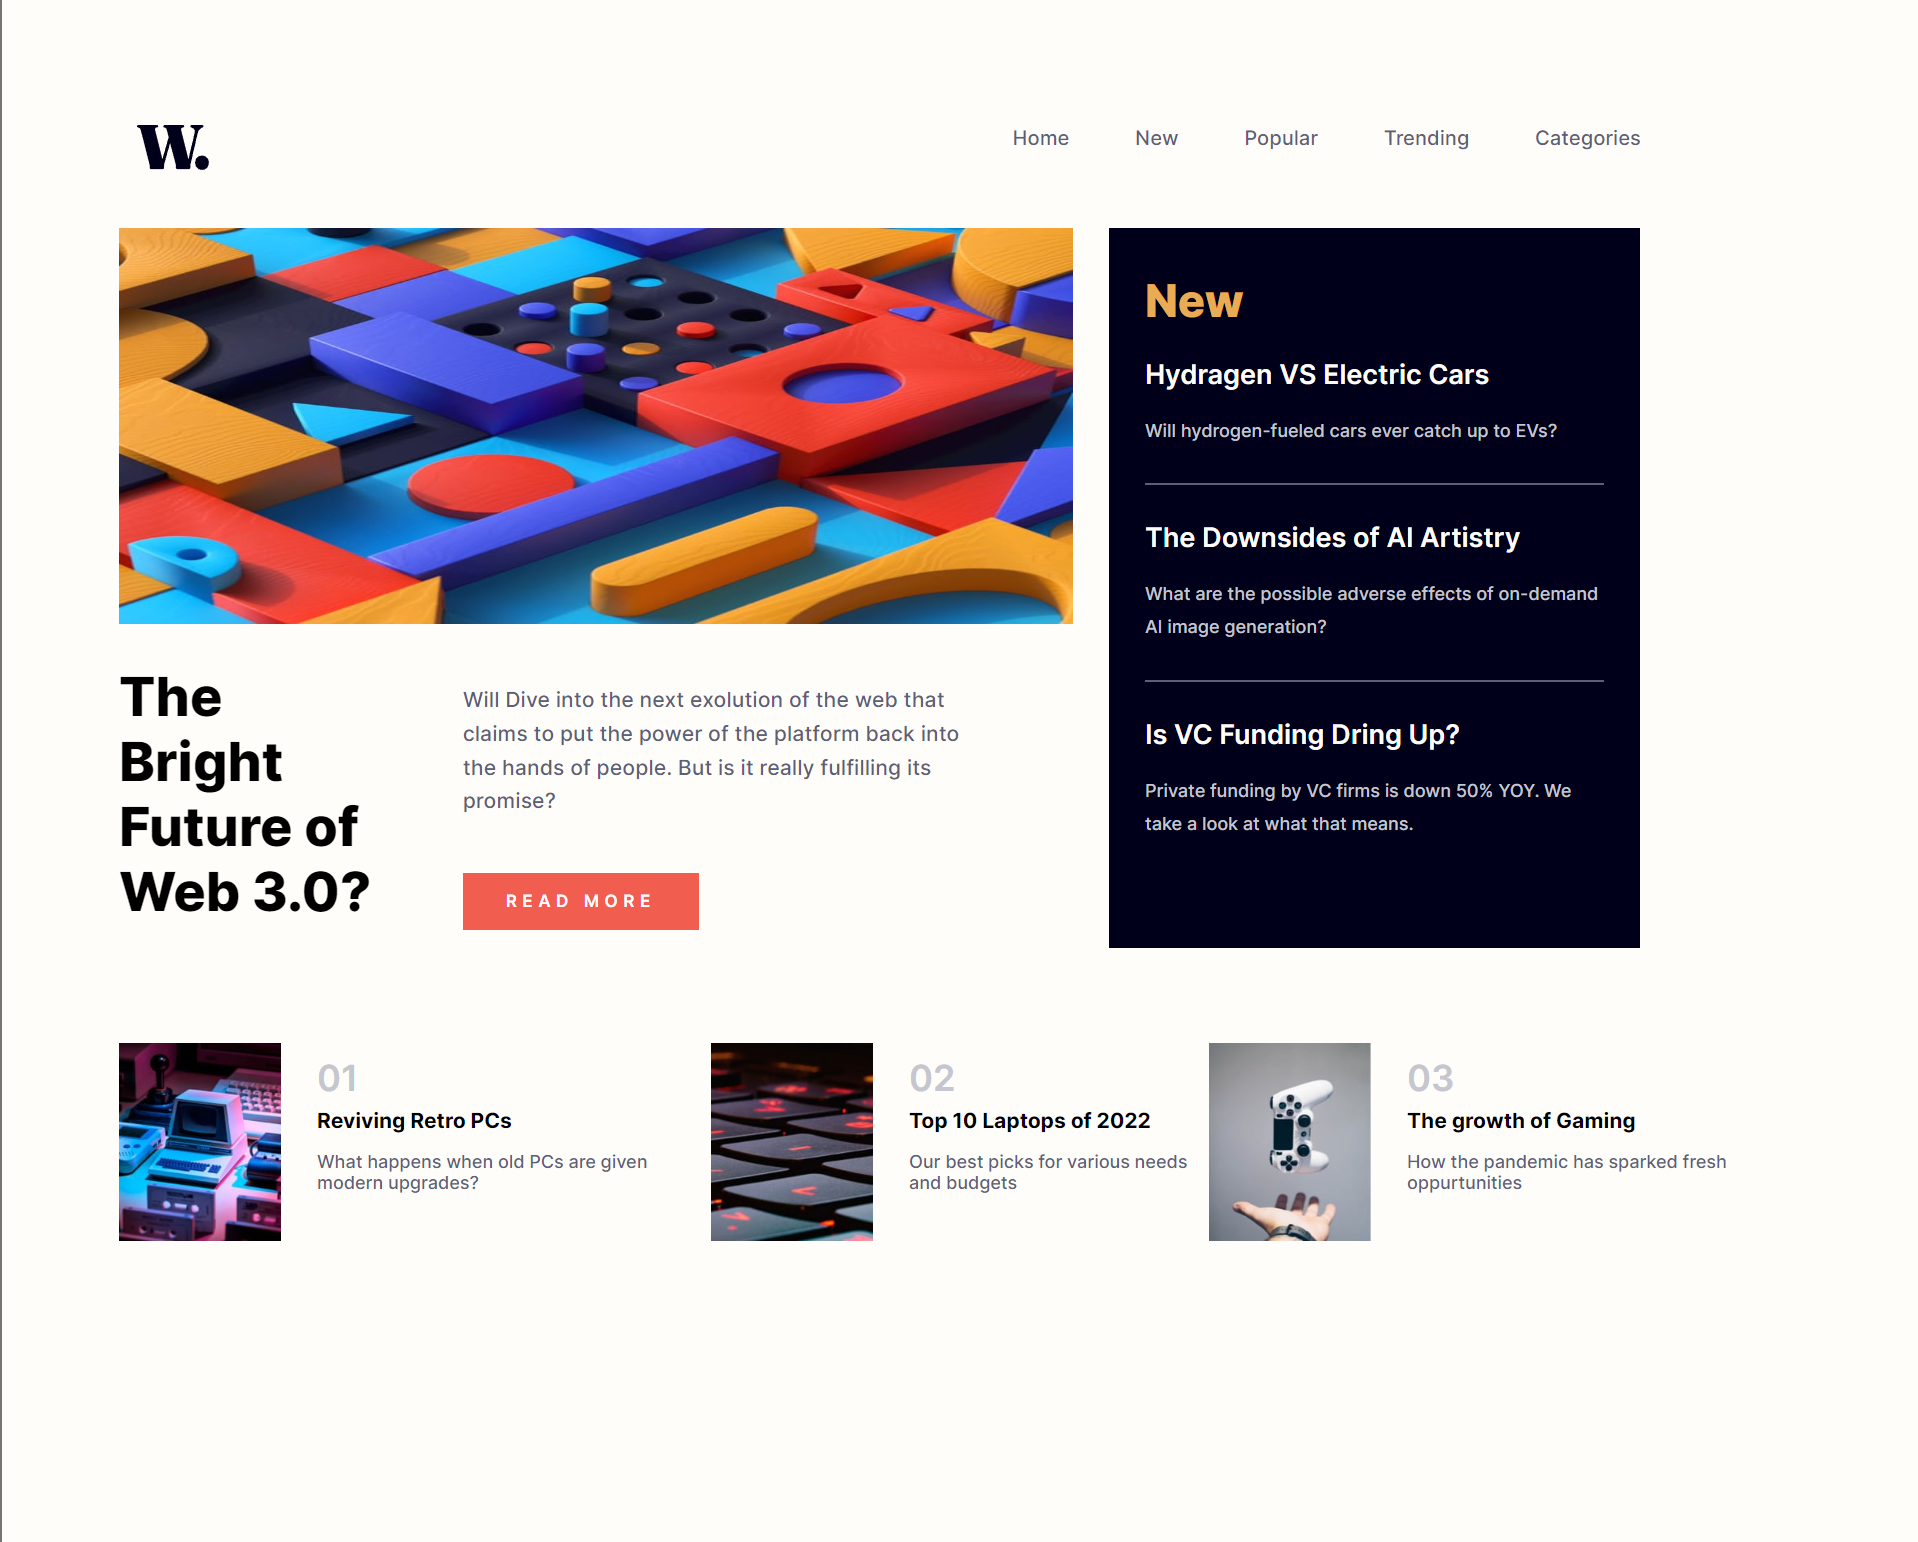 W.
Home New Popular Trending Categories
New
Hydragen VS Electric Cars
Will hydrogen-fueled cars ever catch up to EVs?
The Downsides of AI Artistry
What are the possible adverse effects of on-demand
AI image generation?
Is VC Funding Dring Up?
Private funding by VC firms is down 50% YOY. We
take a look at what that means.
The
Bright
Future of
Web 3.0?
Will Dive into the next exolution of the web that
claims to put the power of the platform back into
the hands of people. But is it really fulfilling its
promise?
READ MORE
01
Reviving Retro PCs
What happens when old PCs are given
modern upgrades?
02
Top 10 Laptops of 2022
Our best picks for various needs
and budgets
03
The growth of Gaming
How the pandemic has sparked fresh
oppurtunities